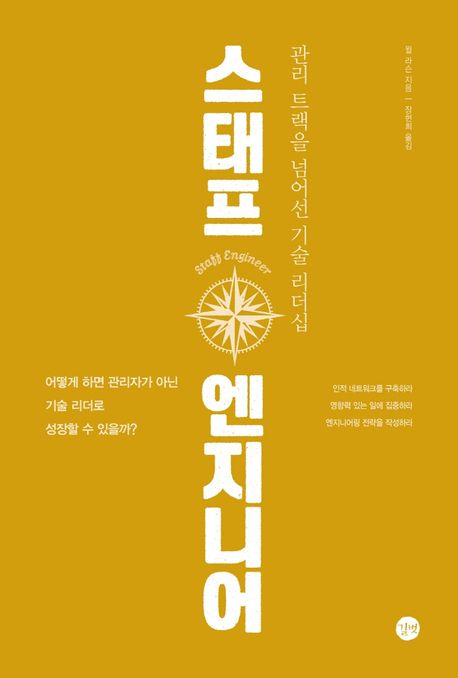 스태프
엔지니어
관리 트랙을 넘어선 기술 리더십
윌 라슨 지음 — 장현희 옮김
Staff Engineer
어떻게 하면 관리자가 아닌
기술 리더로
성장할 수 있을까?
인적 네트워크를 구축하라
영향력 있는 일에 집중하라
엔지니어링 전략을 작성하라
길벗